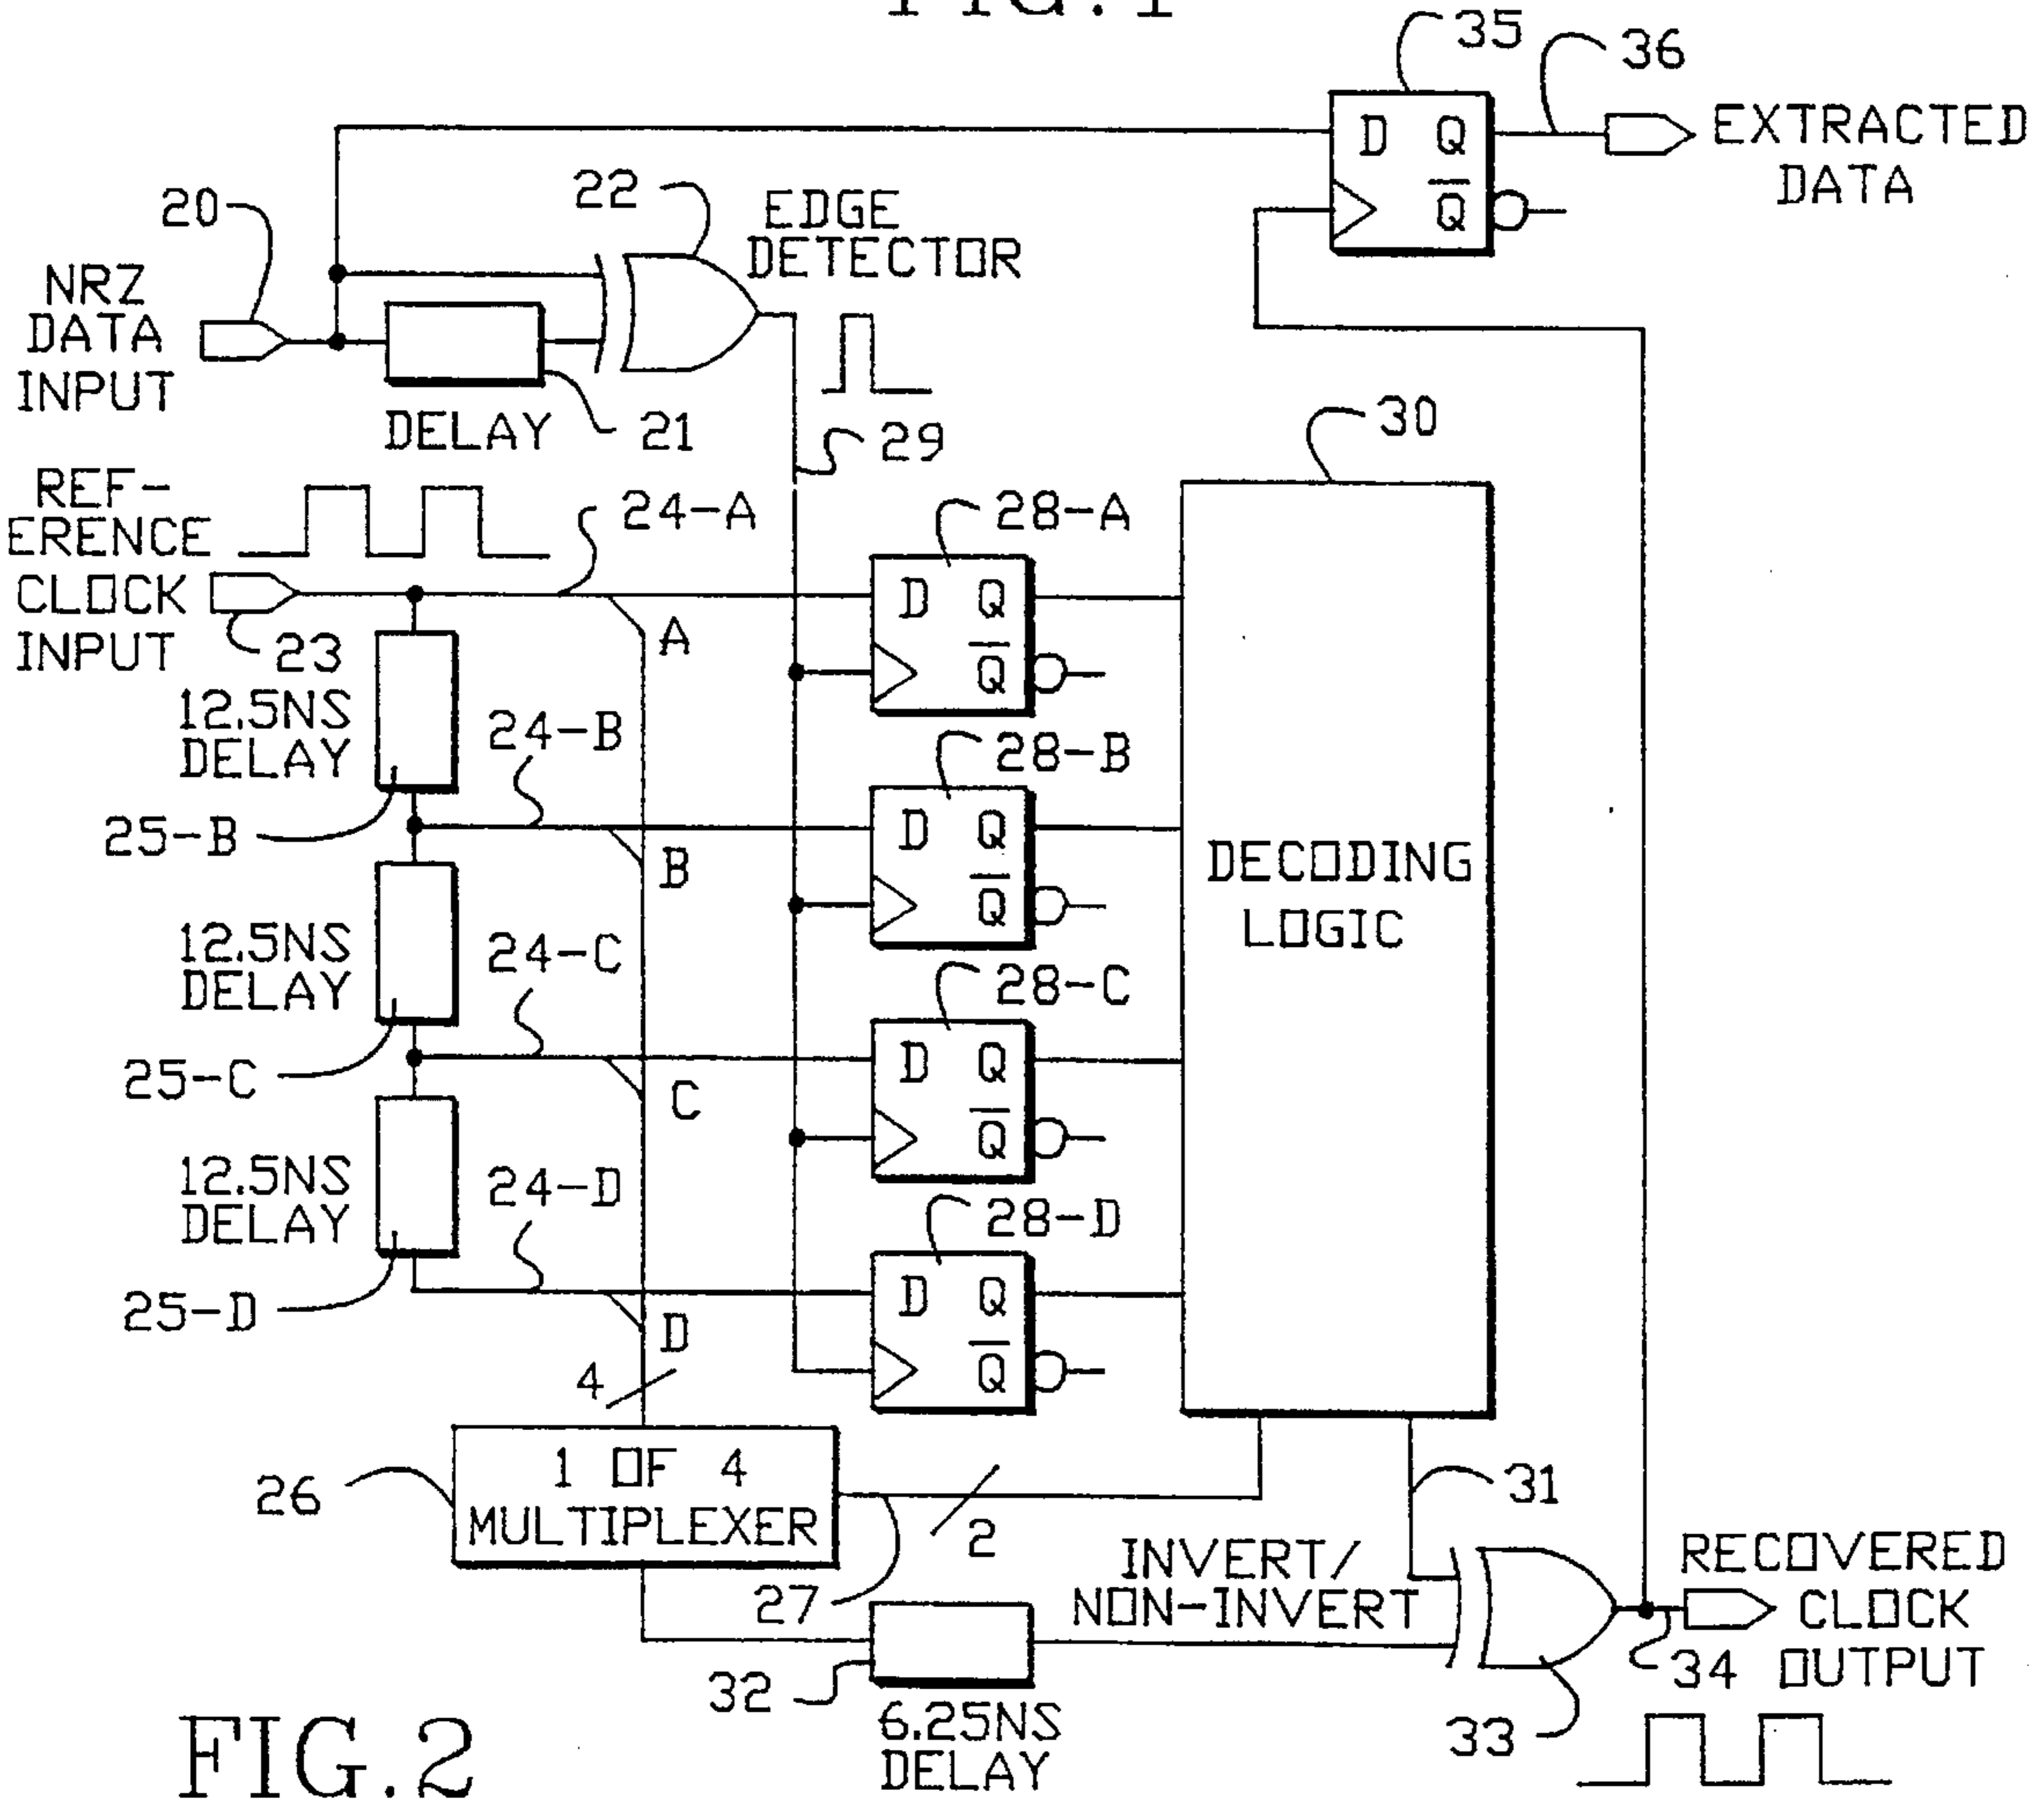 FIG.1
35
36
D Q
Q
EXTRACTED
DATA
20
22
EDGE
DETECTOR
NRZ
DATA
INPUT
DELAY
21
29
30
REF-
ERENCE
CLOCK
INPUT
23
24-A
28-A
A
D Q
Q
12.5NS
DELAY
25-B
24-B
28-B
B
D Q
Q
DECODING
LOGIC
12.5NS
DELAY
25-C
24-C
28-C
C
D Q
Q
12.5NS
DELAY
25-D
24-D
28-D
D
D Q
Q
4
26
1 OF 4
MULTIPLEXER
2
27
31
INVERT/
NON-INVERT
RECOVERED
CLOCK
OUTPUT
34
33
32
6.25NS
DELAY
FIG.2